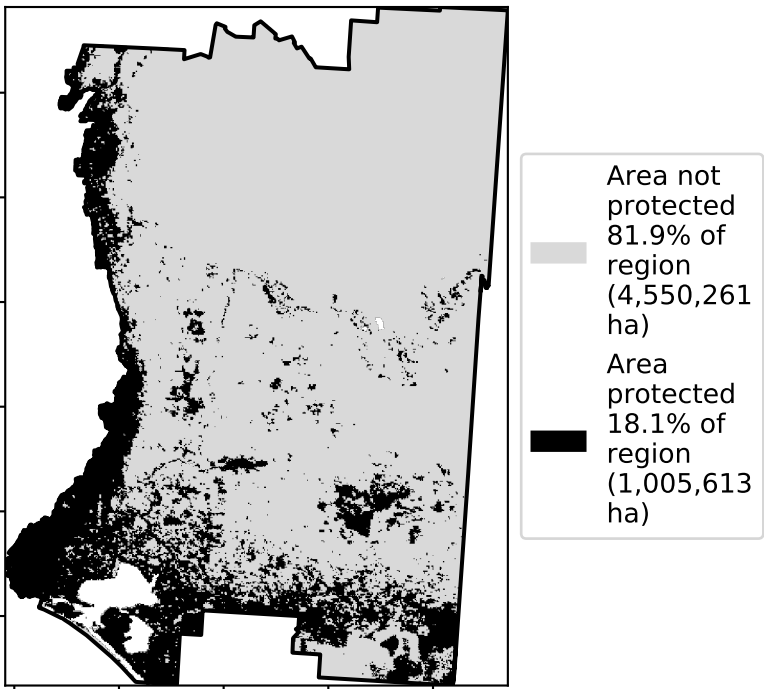 Area not
protected
81.9% of
region
(4,550,261
ha)
Area
protected
18.1% of
region
(1,005,613
ha)